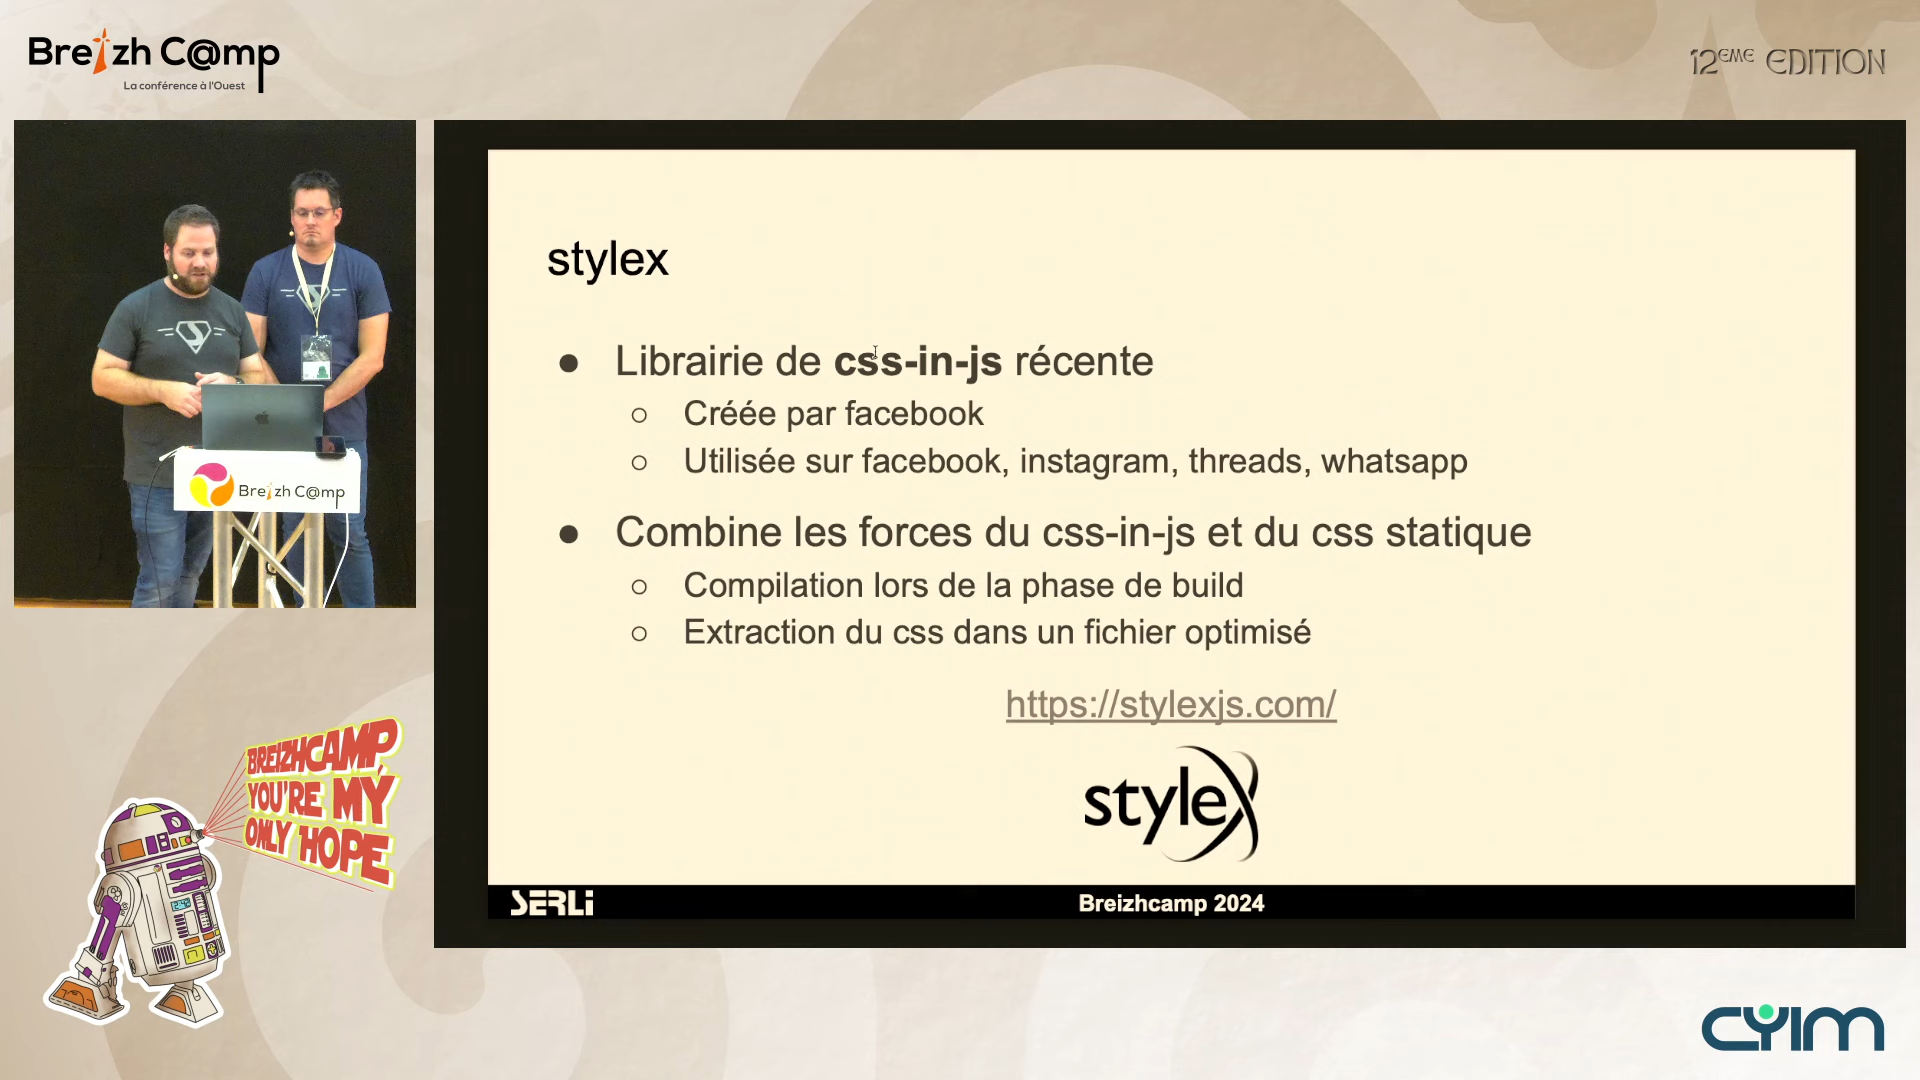 Breizh C@mp
La conférence à l'Ouest
12EME EDITION
stylex
● Librairie de css-in-js récente
○ Créée par facebook
○ Utilisée sur facebook, instagram, threads, whatsapp
● Combine les forces du css-in-js et du css statique
○ Compilation lors de la phase de build
○ Extraction du css dans un fichier optimisé
https://stylexjs.com/
styleX
SERLi
Breizhcamp 2024
Breizh C@mp
BREIZHCAMP,
YOU'RE MY
ONLY HOPE
CYIM